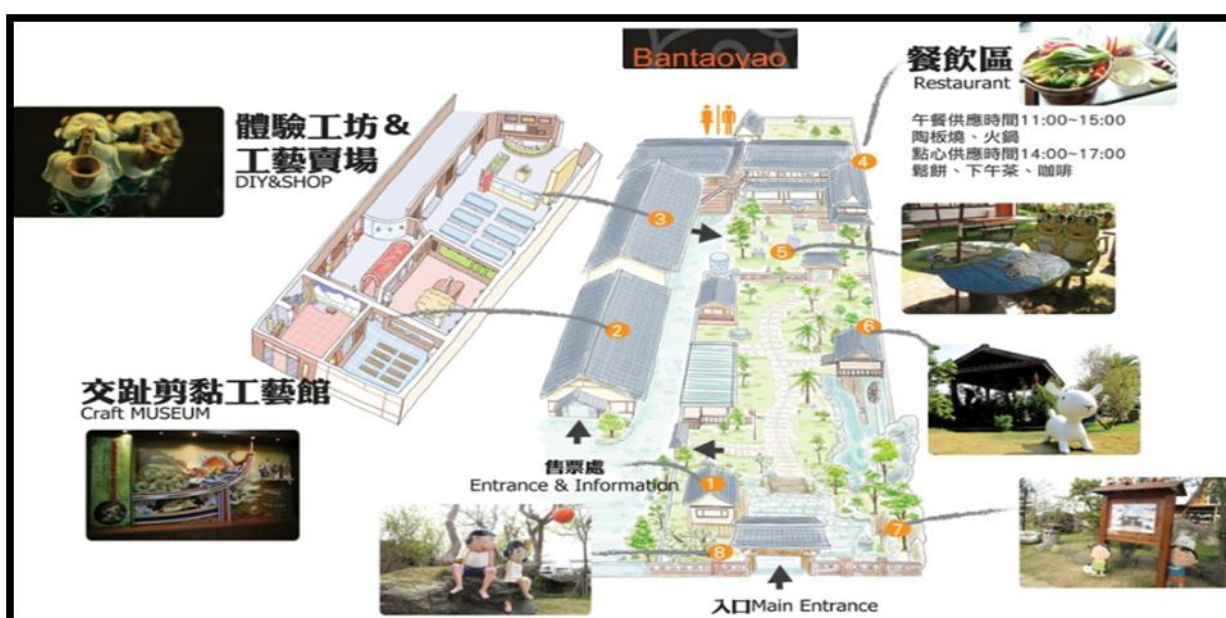 Bantaoyao
餐飲區
Restaurant
午餐供應時間11:00~15:00
陶板燒、火鍋
點心供應時間14:00~17:00
鬆餅、下午茶、咖啡
體驗工坊&
工藝賣場
DIY&SHOP
4
3
5
2
6
交趾剪黏工藝館
Craft MUSEUM
售票處
Entrance & Information
1
7
8
入口Main Entrance